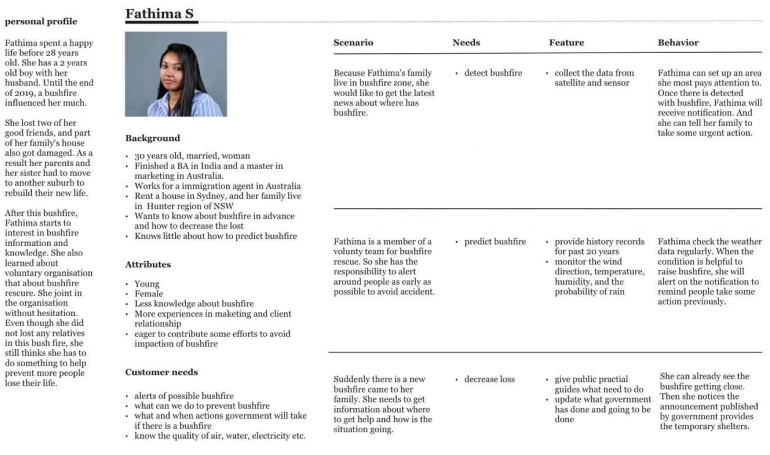 personal profile
Fathima spent a happy
life before 28 years
old. She has a 2 years
old boy with her
husband. Until the end
of 2019, a bushfire
influenced her much.
She lost two of her
good friends, and part
of her family's house
also got damaged. As a
result her parents and
her sister had to move
to another suburb to
rebuild their new life.
After this bushfire,
Fathima starts to
interest in bushfire
information and
knowledge. She also
learned about
voluntary organisation
that about bushfire
rescure. She joint in
the organisation
without hesitation.
Even though she did
not lost any relatives
in this bush fire, she
still thinks she has to
do something to help
prevent more people
lose their life.
Fathima S
Background
• 30 years old, married, woman
• Finished a BA in India and a master in
marketing in Australia.
• Works for a immigration agent in Australia
• Rent a house in Sydney, and her family live
in Hunter region of NSW
• Wants to know about bushfire in advance
and how to decrease the lost
• Knows little about how to predict bushfire
Attributes
• Young
• Female
• Less knowledge about bushfire
• More experiences in maketing and client
relationship
• eager to contribute some efforts to avoid
impaction of bushfire
Customer needs
• alerts of possible bushfire
• what can we do to prevent bushfire
• what and when actions government will take
if there is a bushfire
• know the quality of air, water, electricity etc.
Scenario Needs Feature Behavior
Because Fathima's family
live in bushfire zone, she
would like to get the latest
news about where has
bushfire.
• detect bushfire
• collect the data from
satellite and sensor
Fathima can set up an area
she most pays attention to.
Once there is detected
with bushfire, Fathima will
receive notification. And
she can tell her family to
take some urgent action.
Fathima is a member of a
volunty team for bushfire
rescue. So she has the
responsibility to alert
around people as early as
possible to avoid accident.
• predict bushfire
• provide history records
for past 20 years
• monitor the wind
direction, temperature,
humidity, and the
probability of rain
Fathima check the weather
data regularly. When the
condition is helpful to
raise bushfire, she will
alert on the notification to
remind people take some
action previously.
Suddenly there is a new
bushfire came to her
family. She needs to get
information about where
to get help and how is the
situation going.
• decrease loss
• give public practial
guides what need to do
• update what government
has done and going to be
done
She can already see the
bushfire getting close.
Then she notices the
announcement published
by government provides
the temporary shelters.